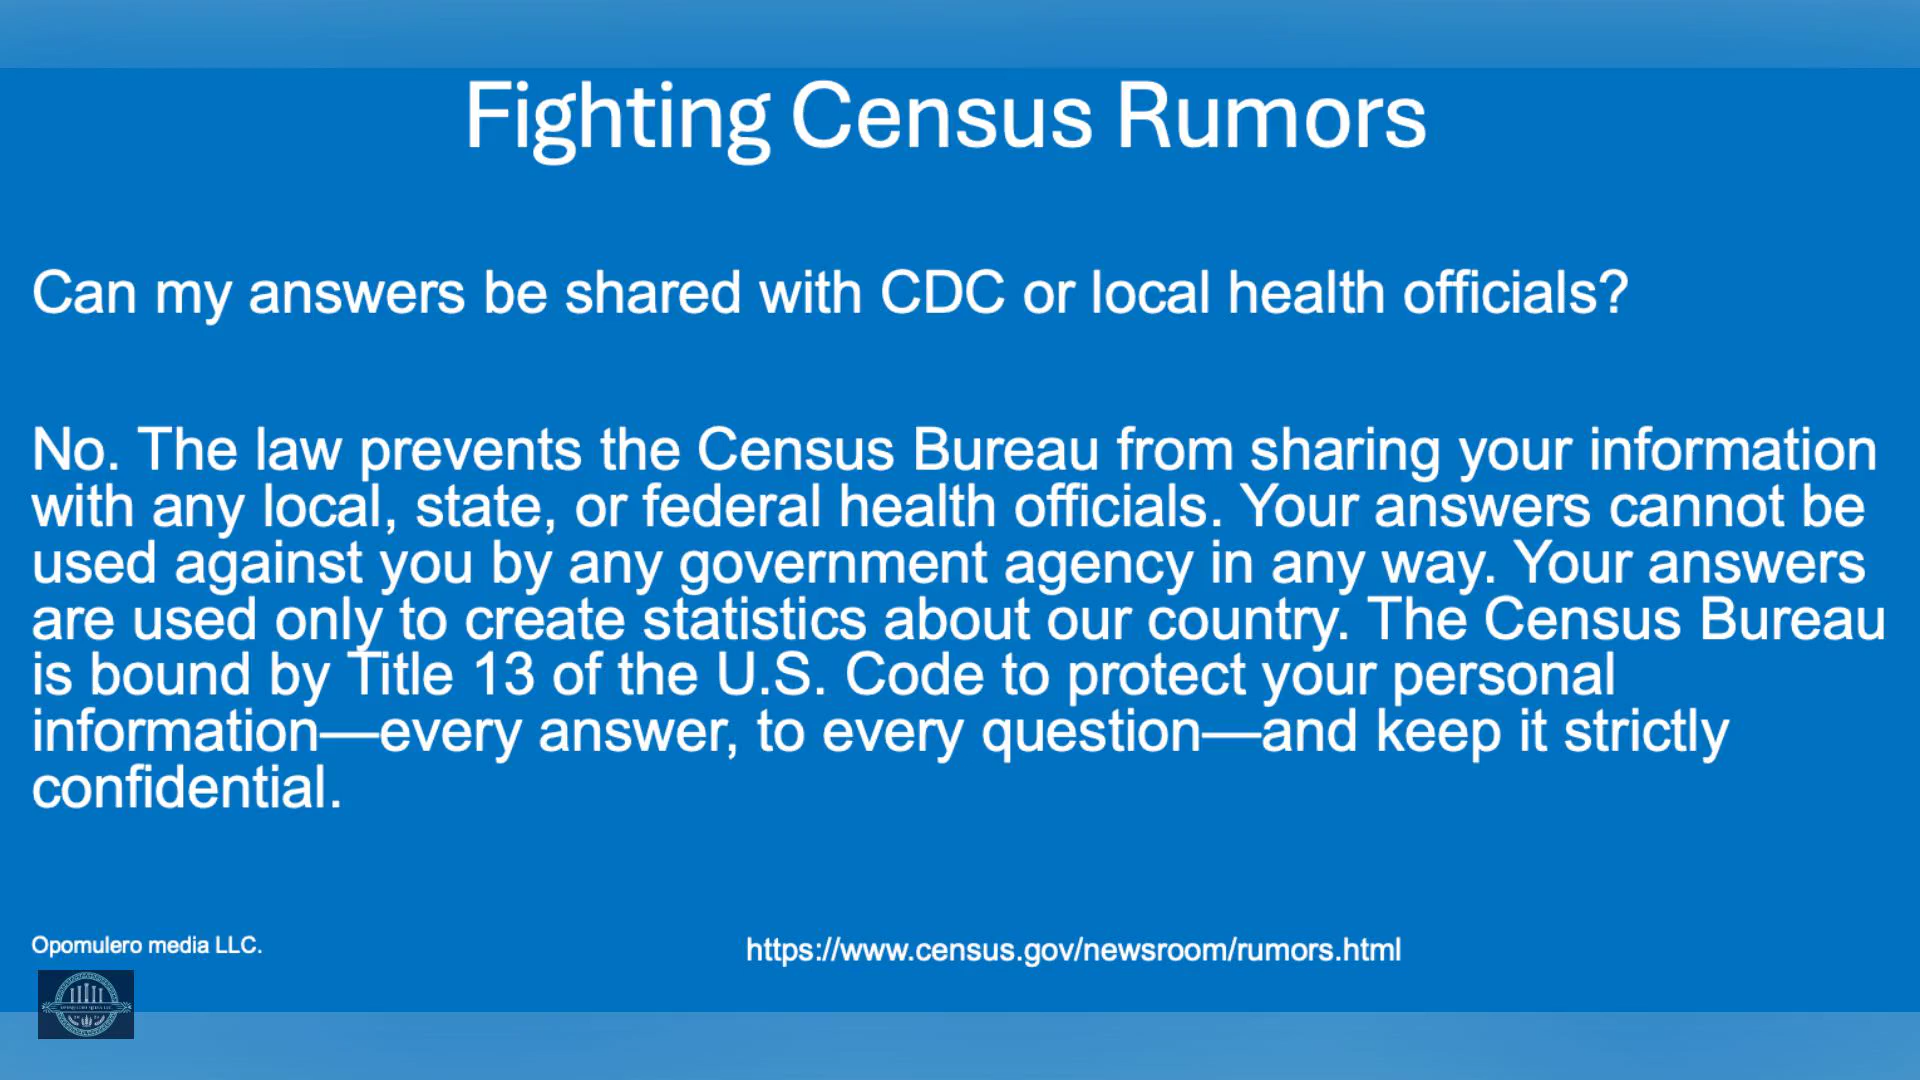 Fighting Census Rumors
Can my answers be shared with CDC or local health officials?
No. The law prevents the Census Bureau from sharing your information
with any local, state, or federal health officials. Your answers cannot be
used against you by any government agency in any way. Your answers
are used only to create statistics about our country. The Census Bureau
is bound by Title 13 of the U.S. Code to protect your personal
information—every answer, to every question—and keep it strictly
confidential.
Opomulero media LLC.
https://www.census.gov/newsroom/rumors.html